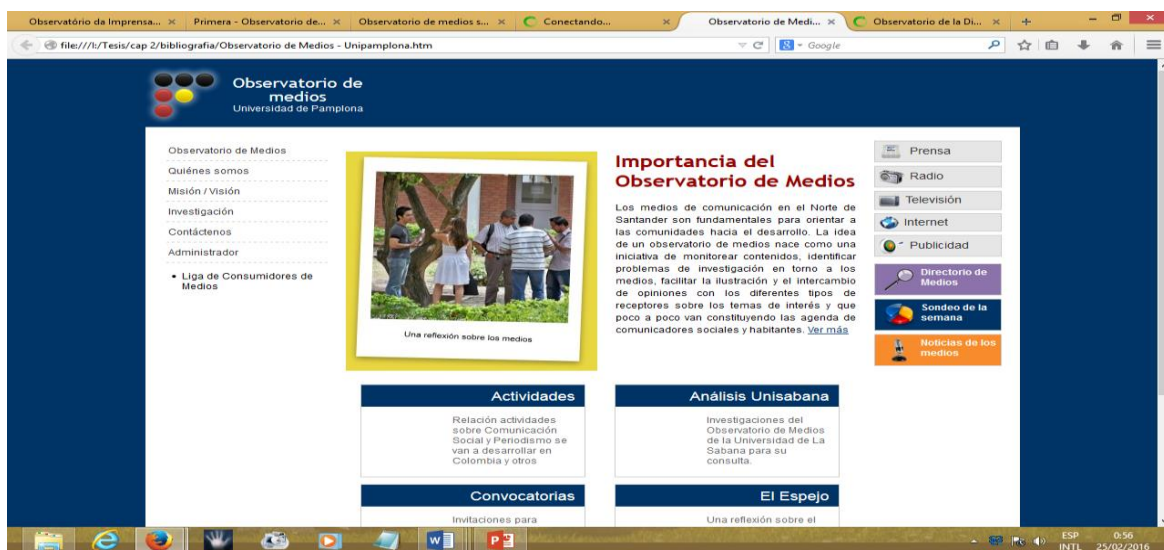 Observatório da Imprensa...
Primera - Observatorio de...
Observatorio de medios s...
Conectando...
Observatorio de Medi...
Observatorio de la Di...
file:///I:/Tesis/cap 2/bibliografia/Observatorio de Medios - Unipamplona.htm
Google
Observatorio de
medios
Universidad de Pamplona
Observatorio de Medios
Quiénes somos
Misión / Visión
Investigación
Contáctenos
Administrador
Liga de Consumidores de
Medios
Una reflexión sobre los medios
Importancia del
Observatorio de Medios
Los medios de comunicación en el Norte de
Santander son fundamentales para orientar a
las comunidades hacia el desarrollo. La idea
de un observatorio de medios nace como una
iniciativa de monitorear contenidos, identificar
problemas de investigación en torno a los
medios, facilitar la ilustración y el intercambio
de opiniones con los diferentes tipos de
receptores sobre los temas de interés y que
poco a poco van constituyendo las agenda de
comunicadores sociales y habitantes. Ver más
Prensa
Radio
Televisión
Internet
Publicidad
Directorio de
Medios
Sondeo de la
semana
Noticias de los
medios
Actividades
Relación actividades
sobre Comunicación
Social y Periodismo se
van a desarrollar en
Colombia y otros
Análisis Unisabana
Investigaciones del
Observatorio de Medios
de la Universidad de La
Sabana para su
consulta.
Convocatorias
Invitaciones para
El Espejo
Una reflexión sobre el
ESP
INTL
0:56
25/02/2016